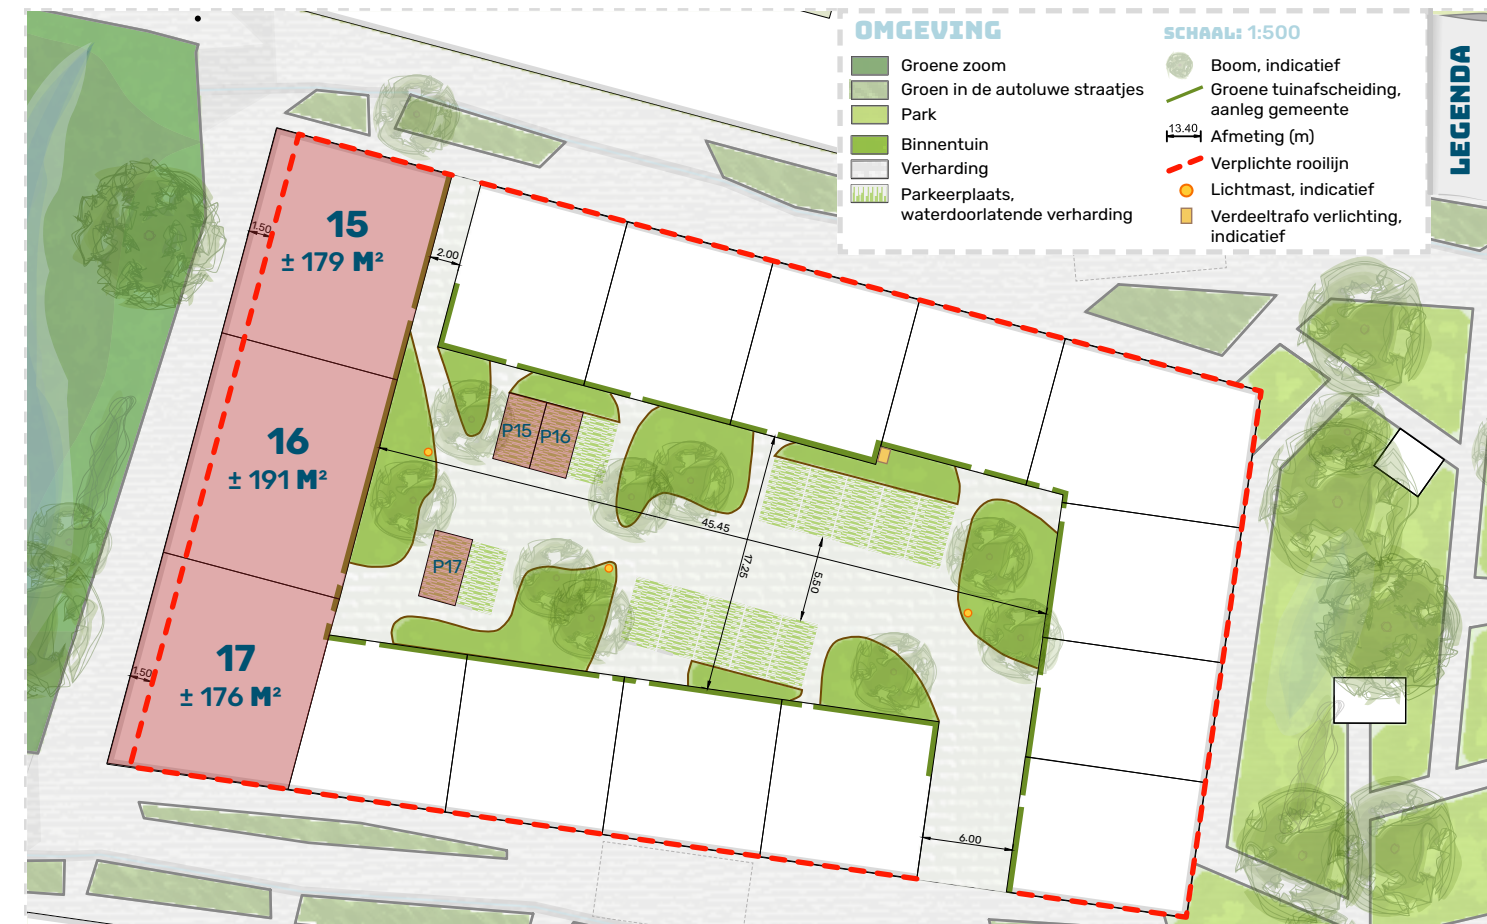 OMGEVING
Groene zoom
Groen in de autoluwe straatjes
Park
Binnentuin
Verharding
Parkeerplaats,
waterdoorlatende verharding
SCHAAL: 1:500
Boom, indicatief
Groene tuinafscheiding,
aanleg gemeente
13.40 Afmeting (m)
Verplichte rooilijn
Lichtmast, indicatief
Verdeeltrafo verlichting,
indicatief
LEGENDA
15
± 179 M²
1.50
2.00
16
± 191 M²
P15 P16
45.45
17.25
5.50
P17
17
± 176 M²
1.50
6.00